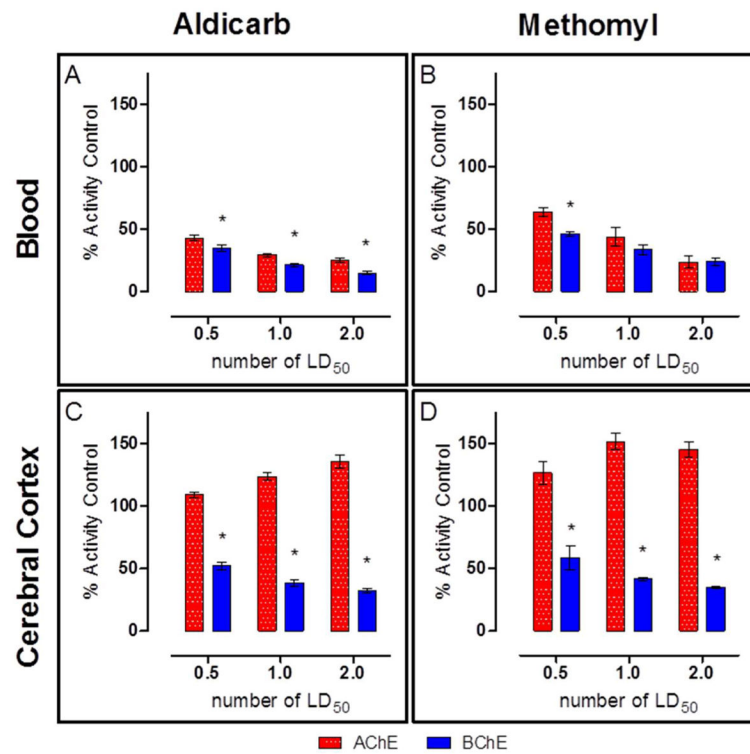 Aldicarb
Methomyl
Blood
Cerebral Cortex
A
% Activity Control
150
100
50
0
*
*
*
0.5
1.0
2.0
number of LD50
B
% Activity Control
150
100
50
0
*
0.5
1.0
2.0
number of LD50
C
% Activity Control
150
100
50
0
*
*
*
0.5
1.0
2.0
number of LD50
D
% Activity Control
150
100
50
0
*
*
*
0.5
1.0
2.0
number of LD50
AChE
BChE